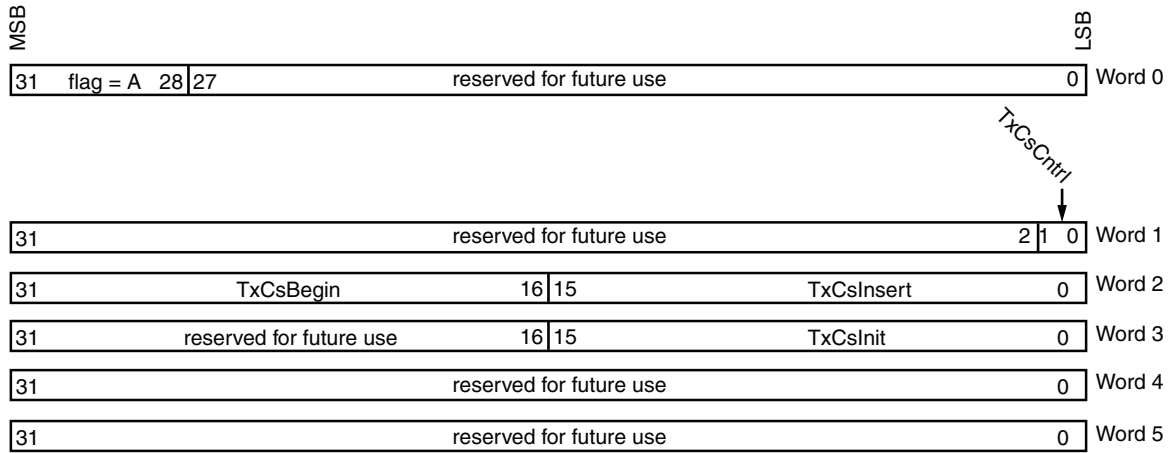 MSB
LSB
31 flag = A 28 27 reserved for future use 0 Word 0
TxCsCntrl
31 reserved for future use 2 1 0 Word 1
31 TxCsBegin 16 15 TxCsInsert 0 Word 2
31 reserved for future use 16 15 TxCsInit 0 Word 3
31 reserved for future use 0 Word 4
31 reserved for future use 0 Word 5